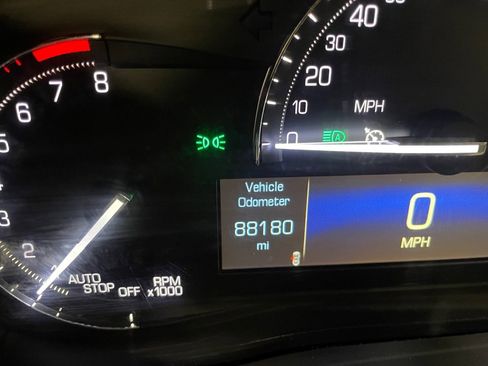 40
30
20
10
0
MPH
A
8
7
6
5
4
3
2
AUTO
STOP
OFF
RPM
x1000
Vehicle
Odometer
88180
mi
0
MPH